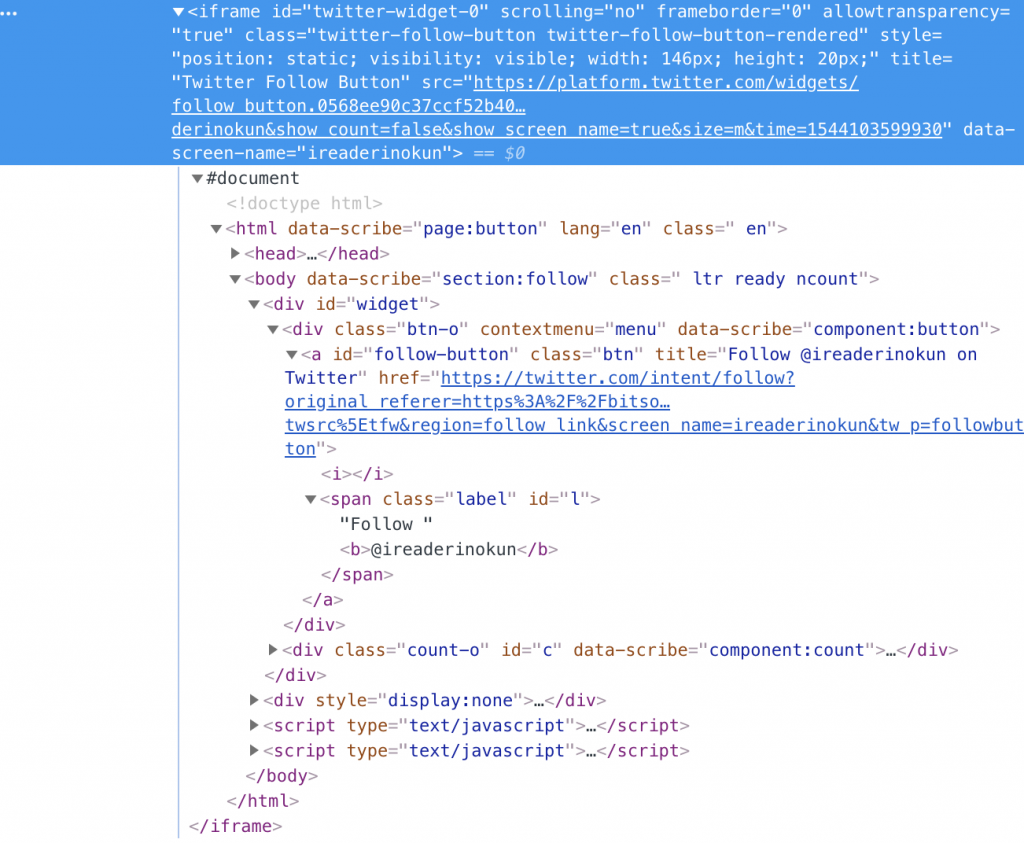 <iframe id="twitter-widget-0" scrolling="no" frameborder="0" allowtransparency=
"true" class="twitter-follow-button twitter-follow-button-rendered" style=
"position: static; visibility: visible; width: 146px; height: 20px;" title=
"Twitter Follow Button" src="https://platform.twitter.com/widgets/
follow_button.0568ee90c37ccf52b40…
derinokun&show_count=false&show_screen_name=true&size=m&time=1544103599930" data-
screen-name="ireaderinokun"> == $0
#document
<!doctype html>
<html data-scribe="page:button" lang="en" class=" en">
<head>…</head>
<body data-scribe="section:follow" class=" ltr ready ncount">
<div id="widget">
<div class="btn-o" contextmenu="menu" data-scribe="component:button">
<a id="follow-button" class="btn" title="Follow @ireaderinokun on
Twitter" href="https://twitter.com/intent/follow?
original_referer=https%3A%2F%2Fbitso…
twsrc%5Etfw&region=follow_link&screen_name=ireaderinokun&tw_p=followbut
ton">
<i></i>
<span class="label" id="l">
"Follow "
<b>@ireaderinokun</b>
</span>
</a>
</div>
<div class="count-o" id="c" data-scribe="component:count">…</div>
</div>
<div style="display:none">…</div>
<script type="text/javascript">…</script>
<script type="text/javascript">…</script>
</body>
</html>
</iframe>